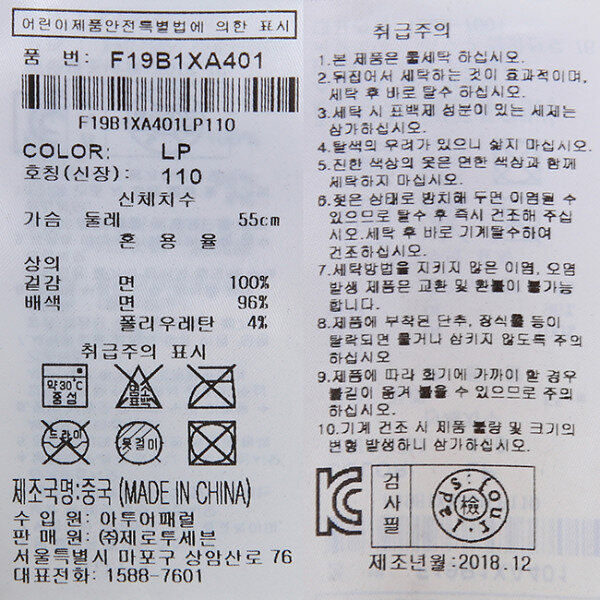 어린이제품안전특별법에 의한 표시
품 번: F19B1XA401
F19B1XA401LP110
COLOR: LP
호칭(신장): 110
신체치수
가슴 둘레 55cm
혼 용 율
상의
겉감 면 100%
배색 면 96%
폴리우레탄 4%
취급주의 표시
약30℃
중성
염소
표백
드라이
옷걸이
제조국명:중국 (MADE IN CHINA)
수 입 원: 아투어패럴
판 매 원: ㈜제로투세븐
서울특별시 마포구 상암산로 76
대표전화: 1588-7601
취급주의
1.본 제품은 물세탁 하십시오.
2.뒤집어서 세탁하는 것이 효과적이며,
세탁 후 바로 탈수 하십시오.
3.세탁 시 표백제 성분이 있는 세제는
삼가하십시오.
4.탈색의 우려가 있으니 삶지 마십시오.
5.진한 색상의 옷은 연한 색상과 함께
세탁하지 마십시오.
6.젖은 상태로 방치해 두면 이염될 수
있으므로 탈수 후 즉시 건조해 주십
시오.세탁 후 바로 기계탈수하여
건조하십시오.
7.세탁방법을 지키지 않은 이염, 오염
발생 제품은 교환 및 환불이 불가능
합니다.
8.제품에 부착된 단추, 장식물 등이
탈락되면 물거나 삼키지 않도록 주의
하십시오
9.제품에 따라 화기에 가까이 할 경우
불길이 옮겨 붙을 수 있으므로 주의
하십시오.
10.기계 건조 시 제품 불량 및 크기의
변형 발생하니 삼가하십시오.
검
사
필
檢
제조년월:2018.12